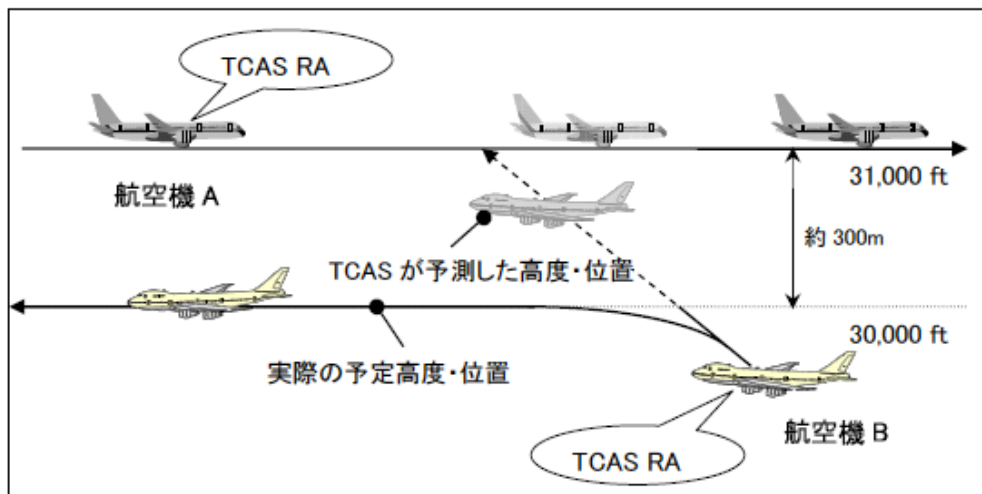 TCAS RA
31,000 ft
航空機 A
約 300m
TCAS が予測した高度・位置
30,000 ft
実際の予定高度・位置
航空機 B
TCAS RA